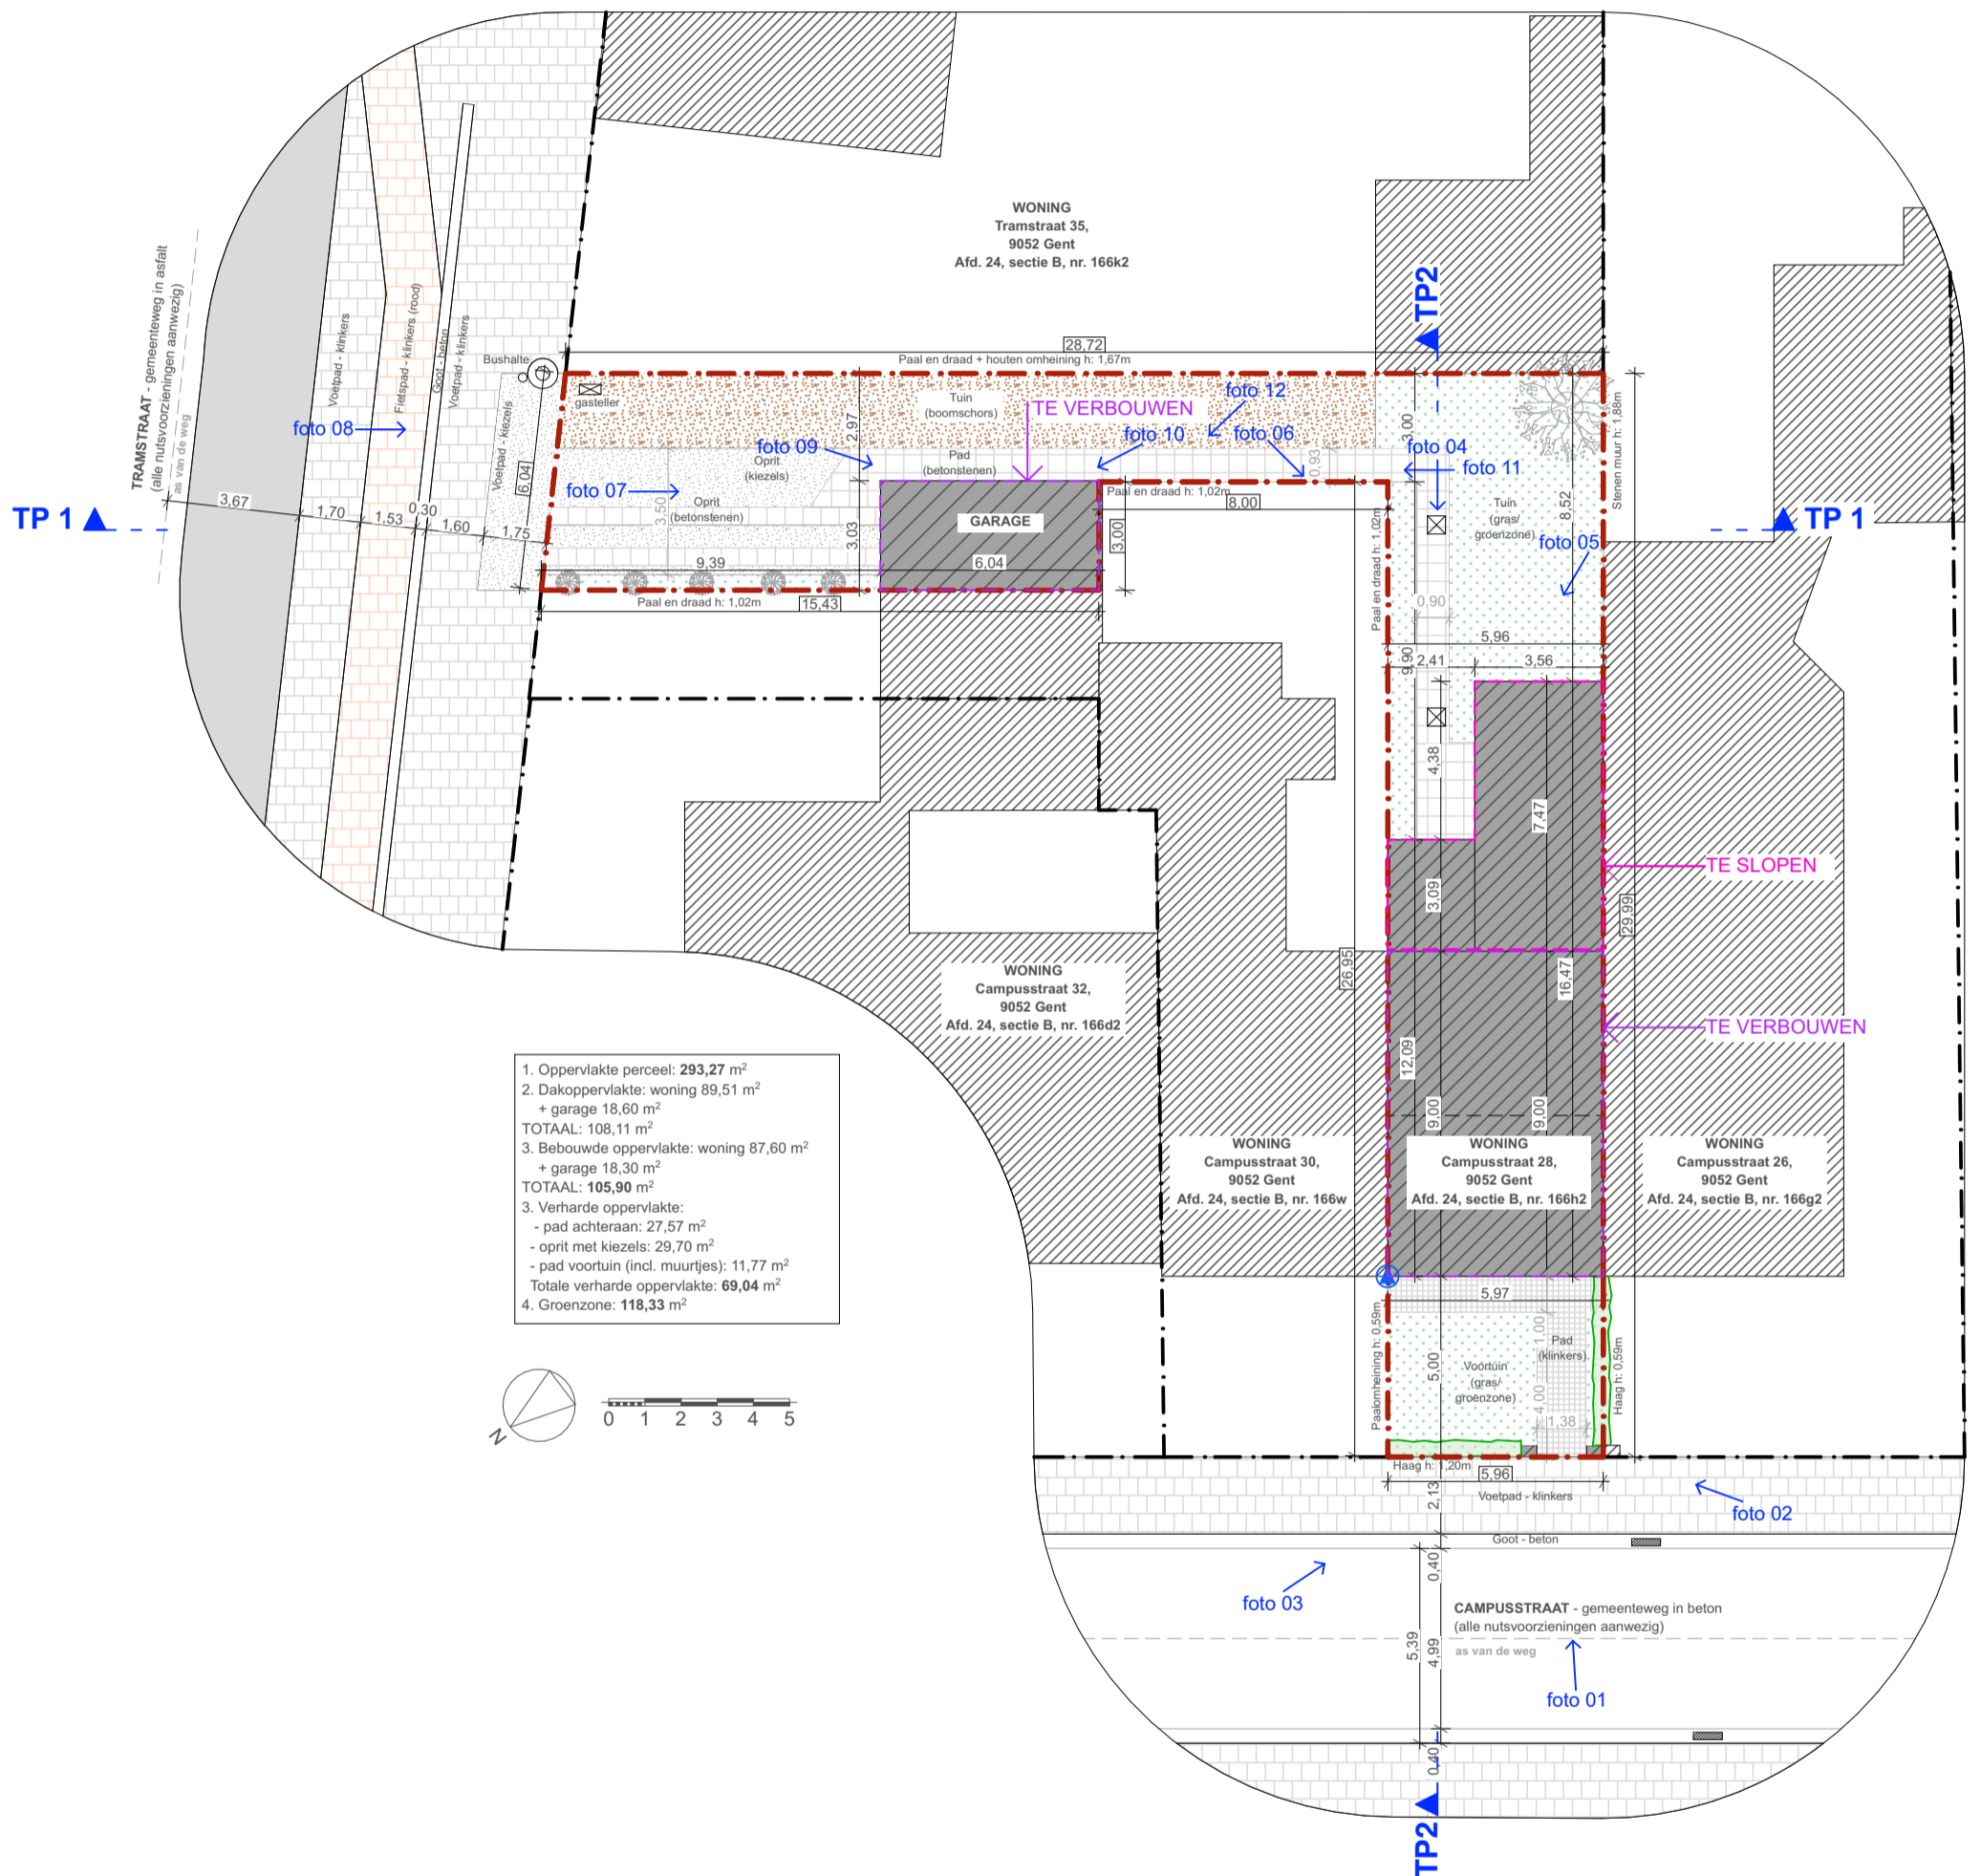 WONING
Tramstraat 35,
9052 Gent
Afd. 24, sectie B, nr. 166k2
TRAMSTRAAT - gemeenteweg in asfalt
(alle nutsvoorzieningen aanwezig)
as van de weg
Voetpad - klinkers
Fietspad - klinkers (rood)
Goot - beton
Voetpad - klinkers
Voetpad - kiezels
Bushalte
TP2
28,72
Paal en draad + houten omheining h: 1,67m
gasteller
Tuin
(boomschors)
TE VERBOUWEN
foto 12
foto 08
foto 09
foto 10
foto 06
foto 04
foto 11
foto 07
foto 05
2,97
3,00
0,93
Oprit
(kiezels)
Pad
(betonstenen)
Oprit
(betonstenen)
6,04
3,50
3,03
GARAGE
Paal en draad h: 1,02m
8,00
3,00
Paal en draad h: 1,02m
Tuin
(gras/
groenzone)
8,52
Stenen muur h: 1,88m
TP 1
TP 1
3,67
1,70
1,53
0,30
1,60
1,75
9,39
6,04
Paal en draad h: 1,02m
15,43
0,90
5,96
9,90
2,41
3,56
4,38
7,47
TE SLOPEN
3,09
29,99
26,95
16,47
TE VERBOUWEN
12,09
9,00
9,00
WONING
Campusstraat 32,
9052 Gent
Afd. 24, sectie B, nr. 166d2
WONING
Campusstraat 30,
9052 Gent
Afd. 24, sectie B, nr. 166w
WONING
Campusstraat 28,
9052 Gent
Afd. 24, sectie B, nr. 166h2
WONING
Campusstraat 26,
9052 Gent
Afd. 24, sectie B, nr. 166g2
1. Oppervlakte perceel: 293,27 m²
2. Dakoppervlakte: woning 89,51 m²
+ garage 18,60 m²
TOTAAL: 108,11 m²
3. Bebouwde oppervlakte: woning 87,60 m²
+ garage 18,30 m²
TOTAAL: 105,90 m²
3. Verharde oppervlakte:
- pad achteraan: 27,57 m²
- oprit met kiezels: 29,70 m²
- pad voortuin (incl. muurtjes): 11,77 m²
Totale verharde oppervlakte: 69,04 m²
4. Groenzone: 118,33 m²
N
0 1 2 3 4 5
5,97
Paalomheining h: 0,59m
1,00
Pad
(klinkers)
5,00
Voortuin
(gras/
groenzone)
4,00
1,38
Haag h: 0,59m
Haag h: 1,20m
5,96
2,13
Voetpad - klinkers
foto 02
Goot - beton
0,40
foto 03
CAMPUSSTRAAT - gemeenteweg in beton
(alle nutsvoorzieningen aanwezig)
5,39
4,99
as van de weg
foto 01
0,40
TP2